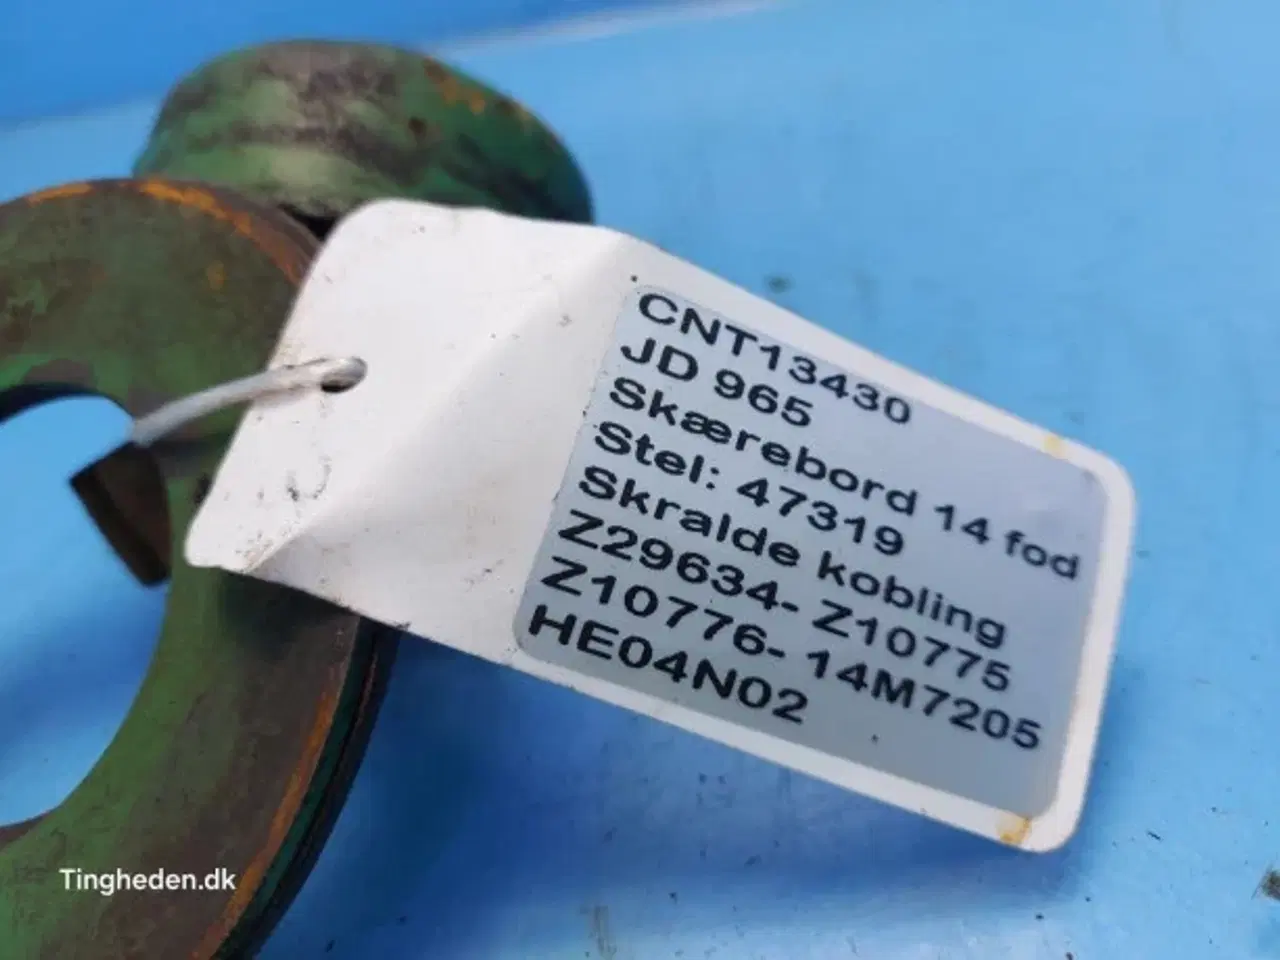 CNT13430
JD 965
Skærebord 14 fod
Stel: 47319
Skralde kobling
Z29634- Z10775
Z10776- 14M7205
HE04N02
Tingheden.dk